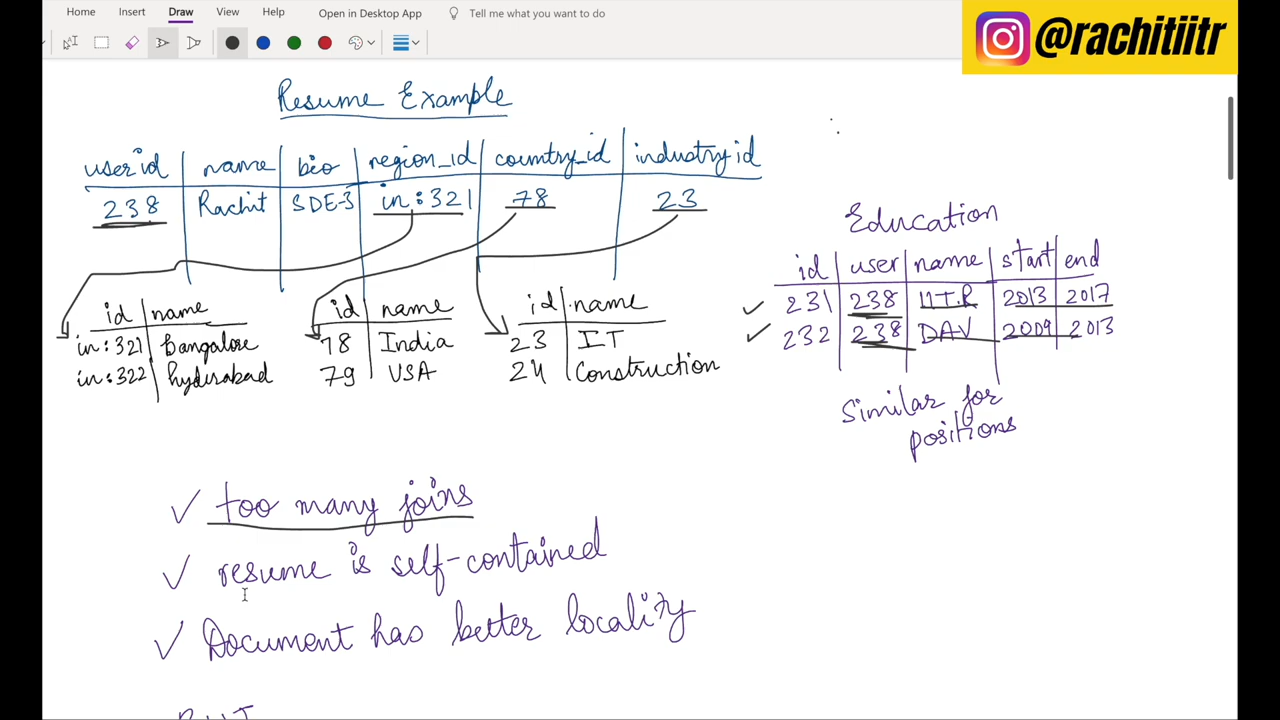 Home Insert Draw View Help Open in Desktop App Tell me what you want to do
@rachitiitr
Resume Example
user id name bio region_id country_id industry id
238 Rachit SDE-3 in:321 78 23
id name
in:321 Bangalore
in:322 hyderabad
id name
78 India
79 USA
id name
23 IT
24 Construction
Education
id user name start end
231 238 IIT.R 2013 2017
232 238 DAV 2009 2013
Similar for
positions
too many joins
resume is self-contained
Document has better locality
BUT